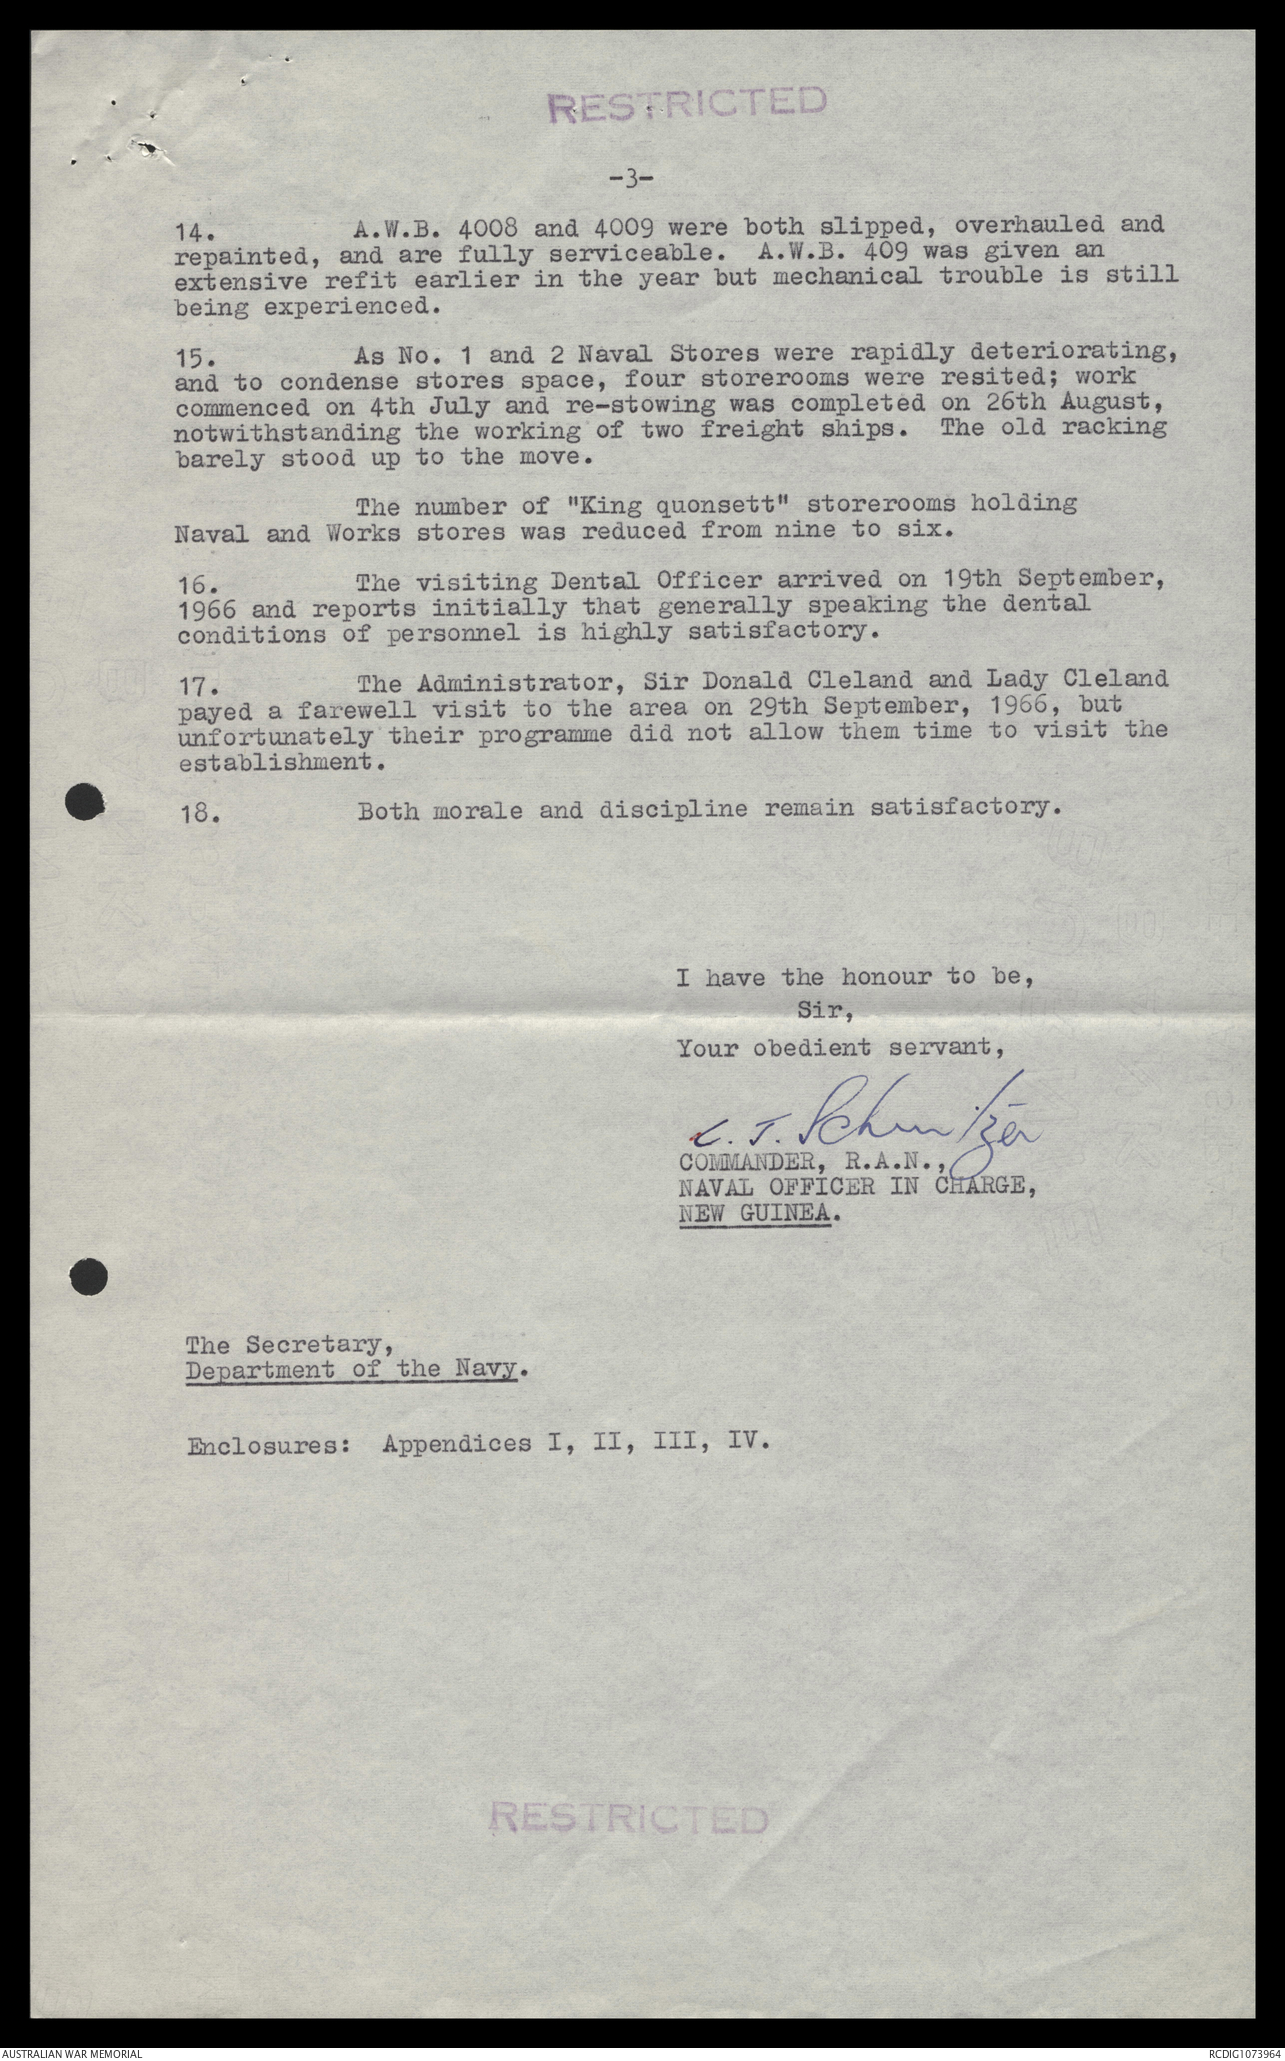 RESTRICTED
-3-
14. A.W.B. 4008 and 4009 were both slipped, overhauled and
repainted, and are fully serviceable. A.W.B. 409 was given an
extensive refit earlier in the year but mechanical trouble is still
being experienced.
15. As No. 1 and 2 Naval Stores were rapidly deteriorating,
and to condense stores space, four storerooms were resited; work
commenced on 4th July and re-stowing was completed on 26th August,
notwithstanding the working of two freight ships. The old racking
barely stood up to the move.
The number of "King quonsett" storerooms holding
Naval and Works stores was reduced from nine to six.
16. The visiting Dental Officer arrived on 19th September,
1966 and reports initially that generally speaking the dental
conditions of personnel is highly satisfactory.
17. The Administrator, Sir Donald Cleland and Lady Cleland
payed a farewell visit to the area on 29th September, 1966, but
unfortunately their programme did not allow them time to visit the
establishment.
18. Both morale and discipline remain satisfactory.
I have the honour to be,
Sir,
Your obedient servant,
COMMANDER, R.A.N.,
NAVAL OFFICER IN CHARGE,
NEW GUINEA.
The Secretary,
Department of the Navy.
Enclosures: Appendices I, II, III, IV.
RESTRICTED
AUSTRALIAN WAR MEMORIAL
RCDIG1073964